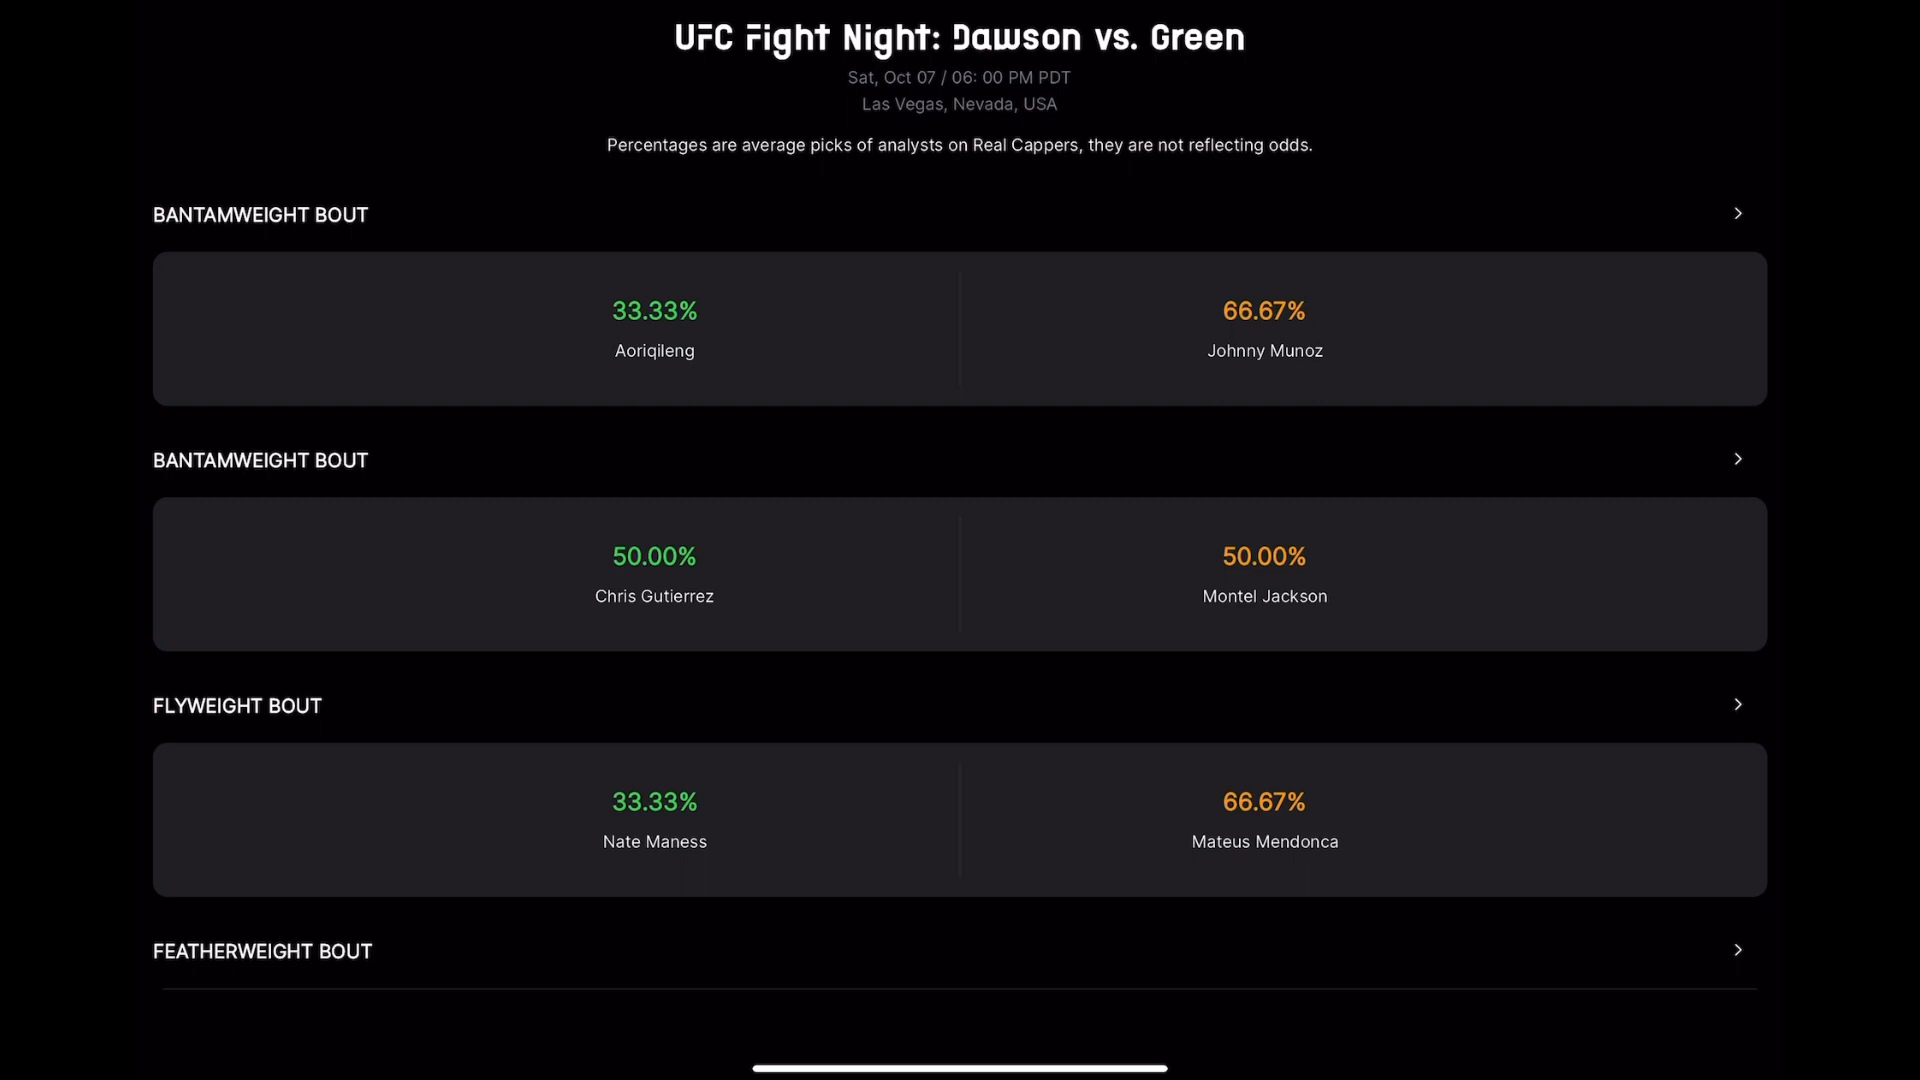 UFC Fight Night: Dawson vs. Green
Sat, Oct 07 / 06: 00 PM PDT
Las Vegas, Nevada, USA
Percentages are average picks of analysts on Real Cappers, they are not reflecting odds.
BANTAMWEIGHT BOUT
33.33% 66.67%
Aoriqileng Johnny Munoz
BANTAMWEIGHT BOUT
50.00% 50.00%
Chris Gutierrez Montel Jackson
FLYWEIGHT BOUT
33.33% 66.67%
Nate Maness Mateus Mendonca
FEATHERWEIGHT BOUT